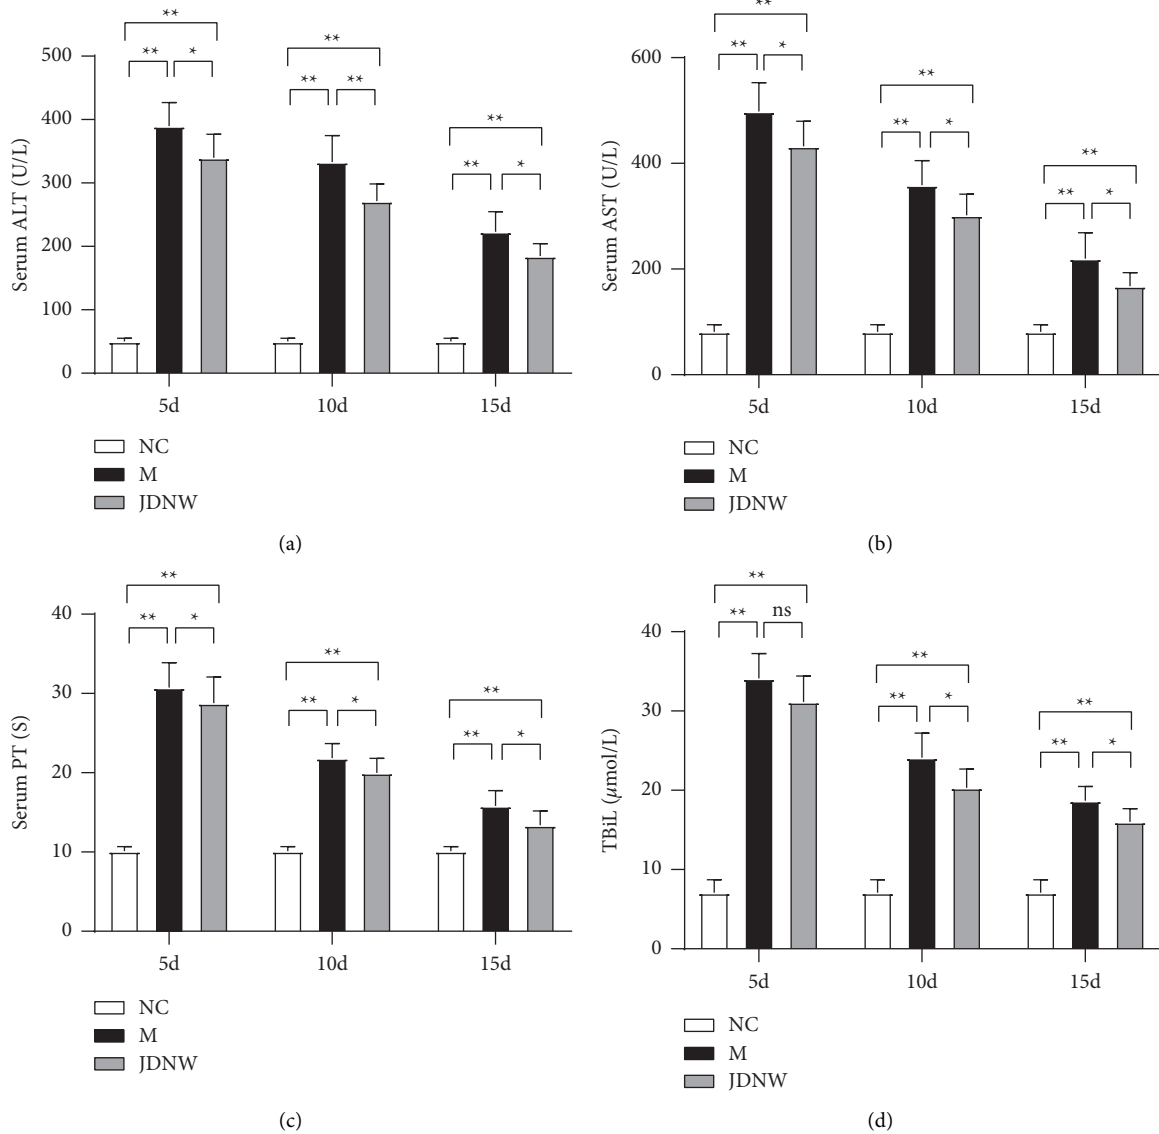 ** **
500 ** * ** ** * 600
** **
400 ** ** ** * **
** ** *
300 ** * 400
200 200
100
0 0
5d 10d 15d 5d 10d 15d
Serum ALT (U/L) Serum AST (U/L)
NC NC
M M
JDNW JDNW
(a) (b)
** **
40 ** * ** ns
** 40 **
30 ** * ** ** * **
** * 30 ** *
20 20
10 10
0 0
5d 10d 15d 5d 10d 15d
Serum PT (S) TBiL (μmol/L)
NC NC
M M
JDNW JDNW
(c) (d)